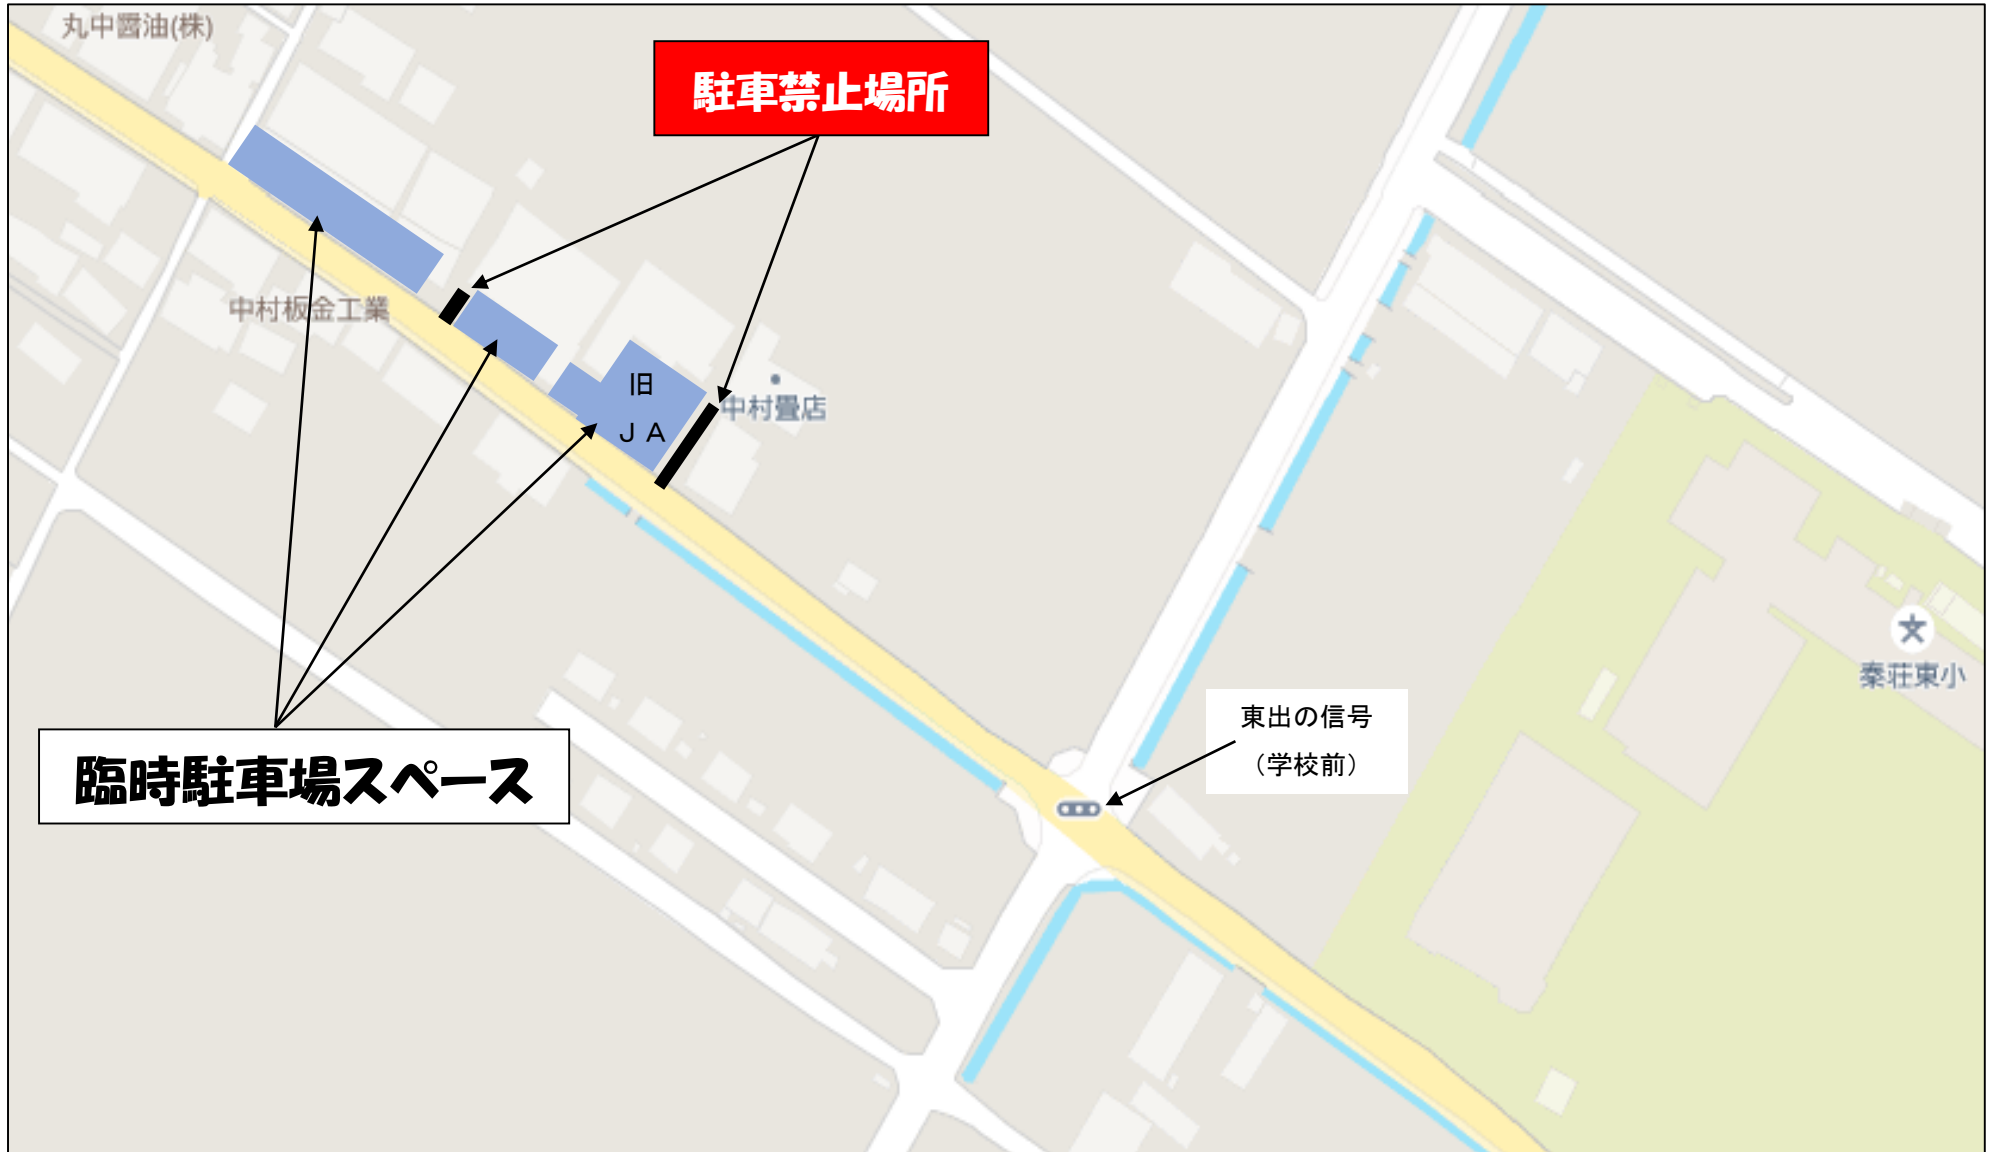 丸中醤油(株)
駐車禁止場所
中村板金工業
旧
ＪＡ
中村畳店
秦荘東小
東出の信号
（学校前）
臨時駐車場スペース